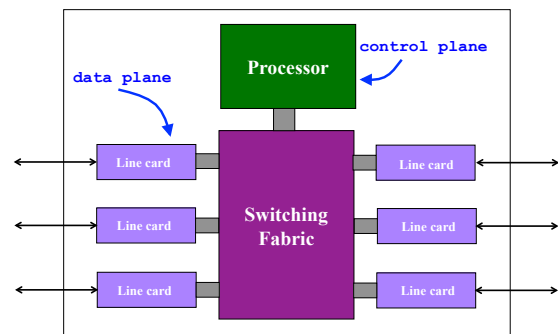 control plane
Processor
data plane
Line card
Line card
Switching
Fabric
Line card
Line card
Line card
Line card